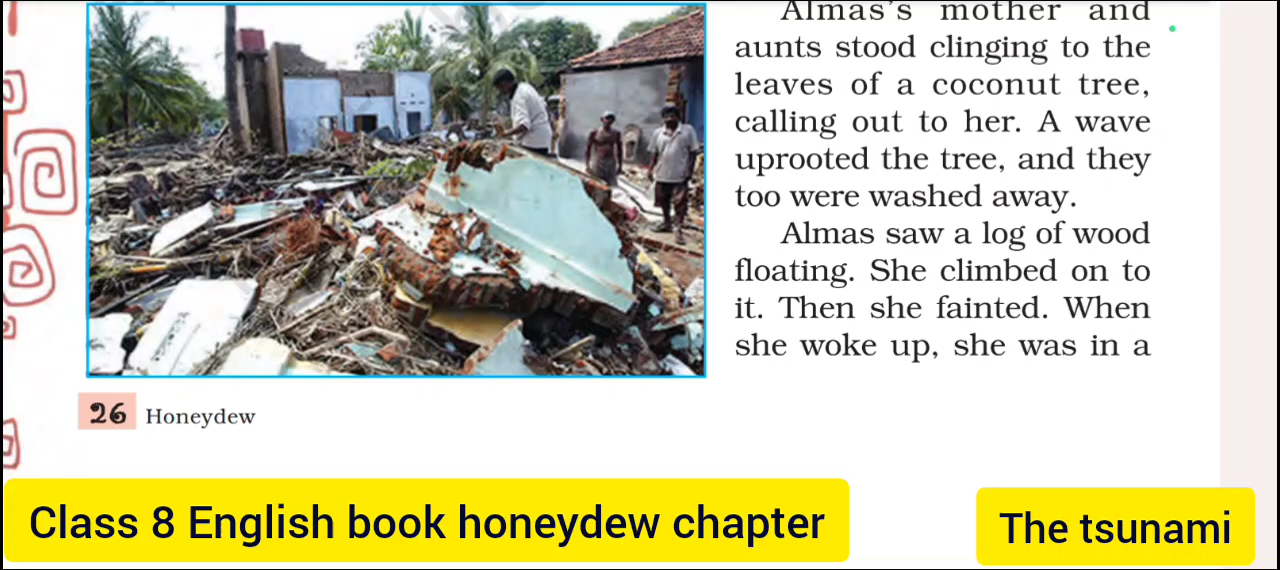 Almas's mother and
aunts stood clinging to the
leaves of a coconut tree,
calling out to her. A wave
uprooted the tree, and they
too were washed away.
Almas saw a log of wood
floating. She climbed on to
it. Then she fainted. When
she woke up, she was in a
26 Honeydew
Class 8 English book honeydew chapter
The tsunami